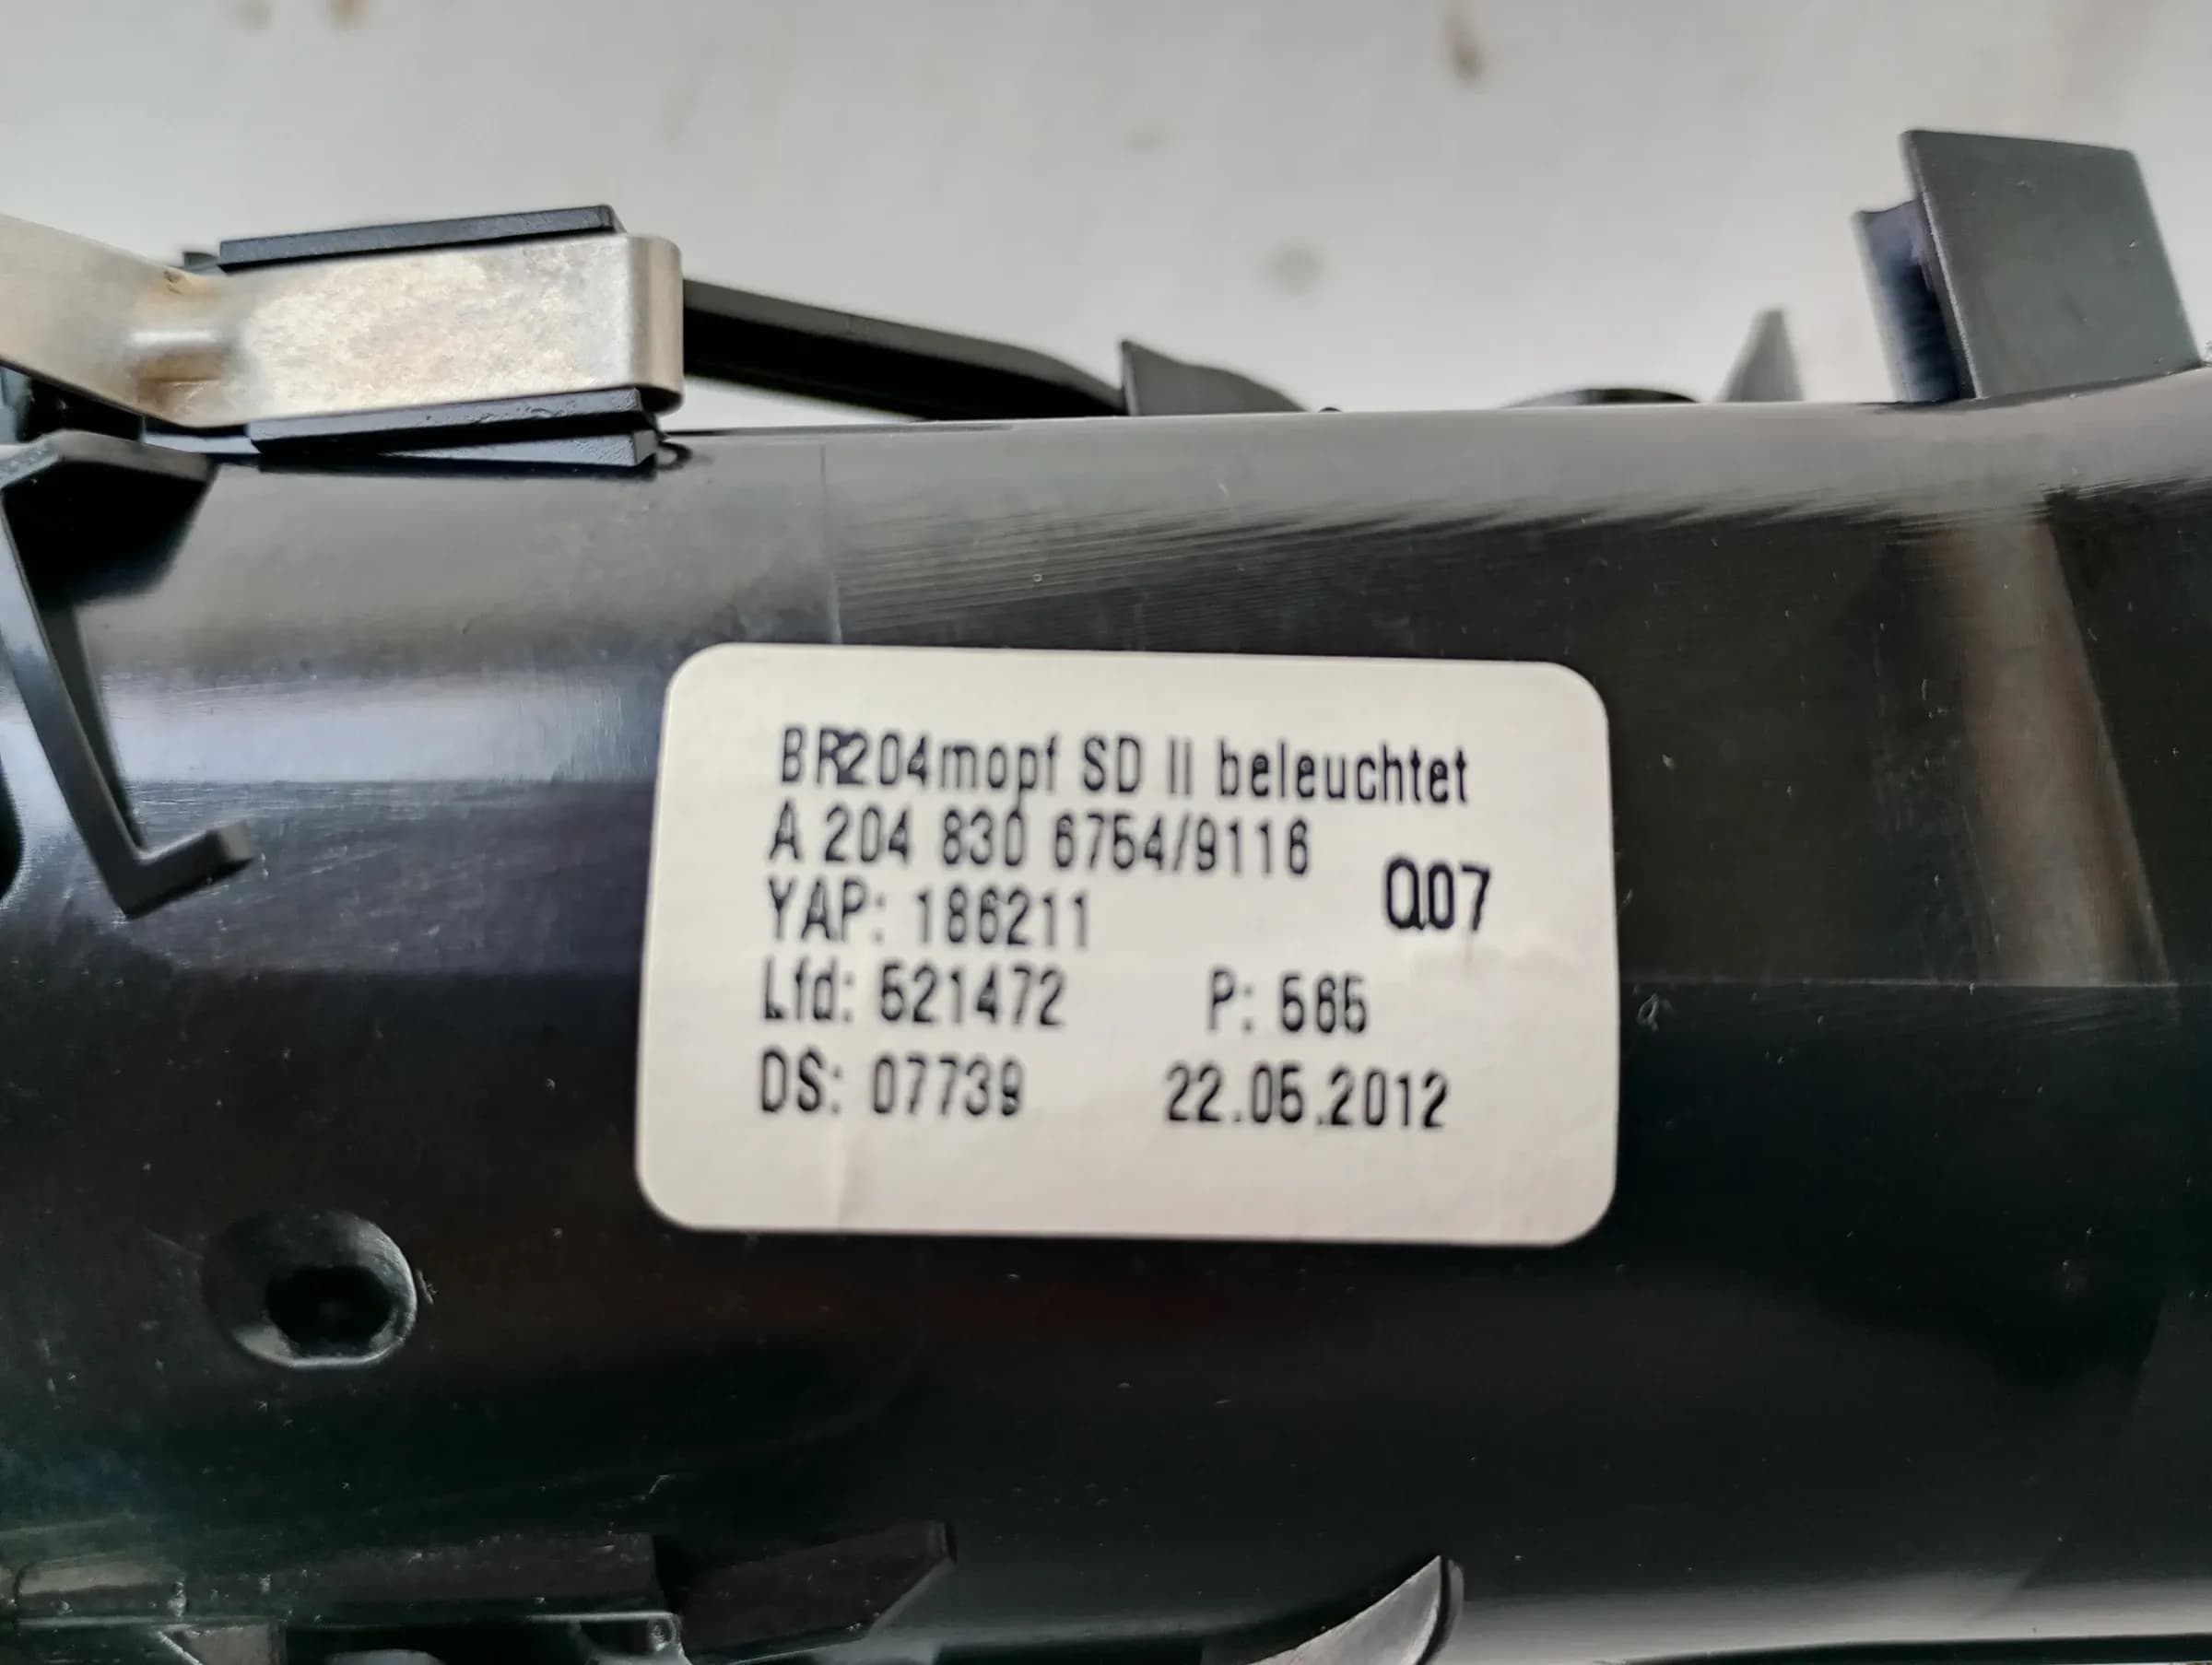 BR204mopf SD II beleuchtet
A 204 830 6754/9116
Q07
YAP: 186211
Lfd: 521472 P: 565
DS: 07739 22.05.2012